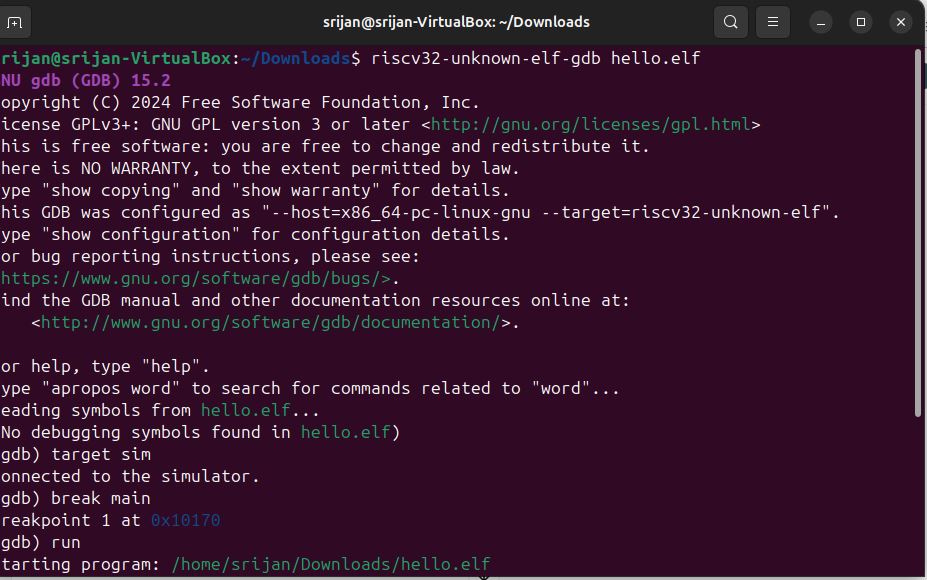 srijan@srijan-VirtualBox: ~/Downloads
rijan@srijan-VirtualBox:~/Downloads$ riscv32-unknown-elf-gdb hello.elf
NU gdb (GDB) 15.2
opyright (C) 2024 Free Software Foundation, Inc.
icense GPLv3+: GNU GPL version 3 or later <http://gnu.org/licenses/gpl.html>
his is free software: you are free to change and redistribute it.
here is NO WARRANTY, to the extent permitted by law.
ype "show copying" and "show warranty" for details.
his GDB was configured as "--host=x86_64-pc-linux-gnu --target=riscv32-unknown-elf".
ype "show configuration" for configuration details.
or bug reporting instructions, please see:
https://www.gnu.org/software/gdb/bugs/>.
ind the GDB manual and other documentation resources online at:
<http://www.gnu.org/software/gdb/documentation/>.
or help, type "help".
ype "apropos word" to search for commands related to "word"...
eading symbols from hello.elf...
No debugging symbols found in hello.elf)
gdb) target sim
onnected to the simulator.
gdb) break main
reakpoint 1 at 0x10170
gdb) run
tarting program: /home/srijan/Downloads/hello.elf